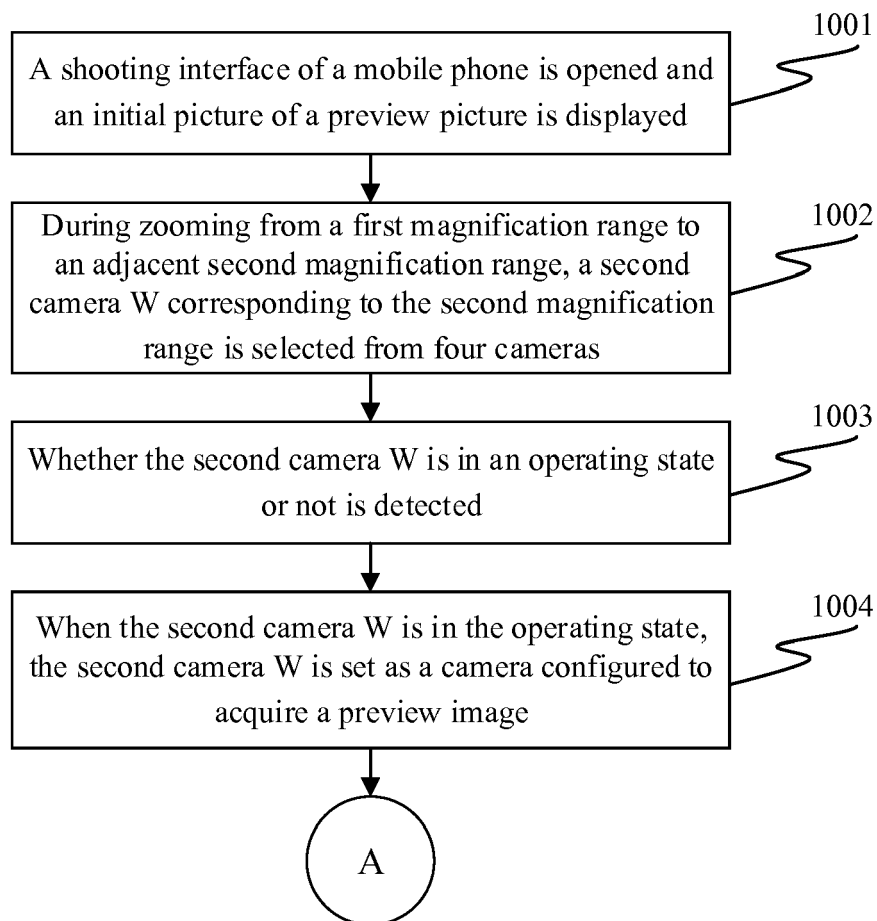 1001
A shooting interface of a mobile phone is opened and
an initial picture of a preview picture is displayed
1002
During zooming from a first magnification range to
an adjacent second magnification range, a second
camera W corresponding to the second magnification
range is selected from four cameras
1003
Whether the second camera W is in an operating state
or not is detected
1004
When the second camera W is in the operating state,
the second camera W is set as a camera configured to
acquire a preview image
A